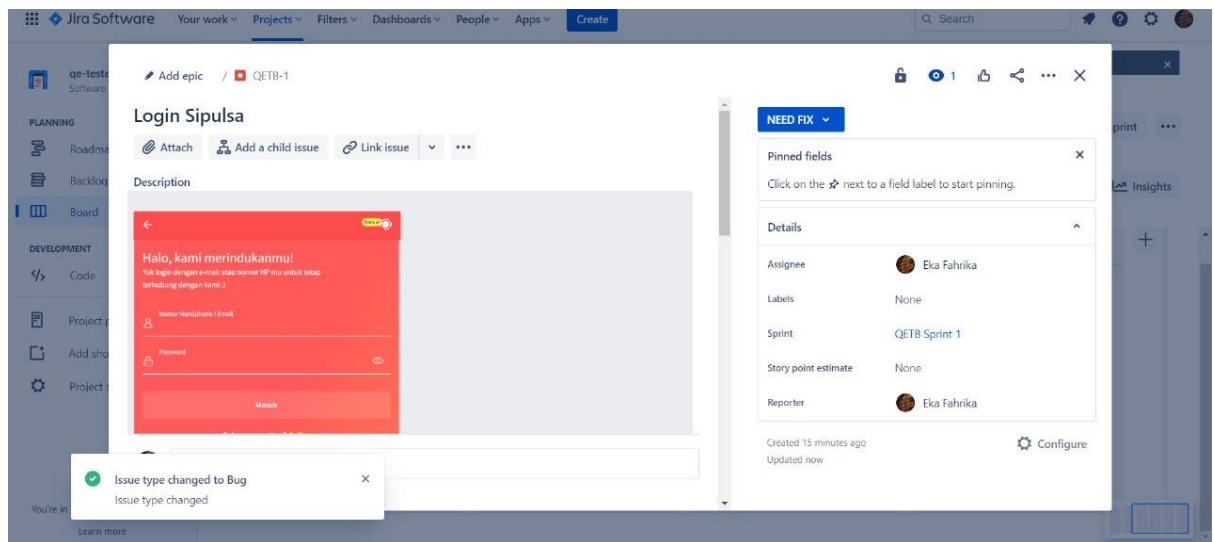 Jira Software Your work Projects Filters Dashboards People Apps Create Search
qe-teste
Software
PLANNING
Roadma
Backlog
Board
DEVELOPMENT
Code
Project p
Add sho
Project s
You're in
Learn more
Add epic / QETB-1
Login Sipulsa
Attach Add a child issue Link issue
Description
Halo, kami merindukanmu!
Yuk login dengan e-mail atau nomor HP mu untuk tetap
terhubung dengan kami :)
Nomor Handphone / Email
Password
Masuk
1
NEED FIX
Pinned fields
Click on the next to a field label to start pinning.
Details
Assignee Eka Fahrika
Labels None
Sprint QETB Sprint 1
Story point estimate None
Reporter Eka Fahrika
Created 15 minutes ago
Updated now
Configure
print
Insights
Issue type changed to Bug
Issue type changed